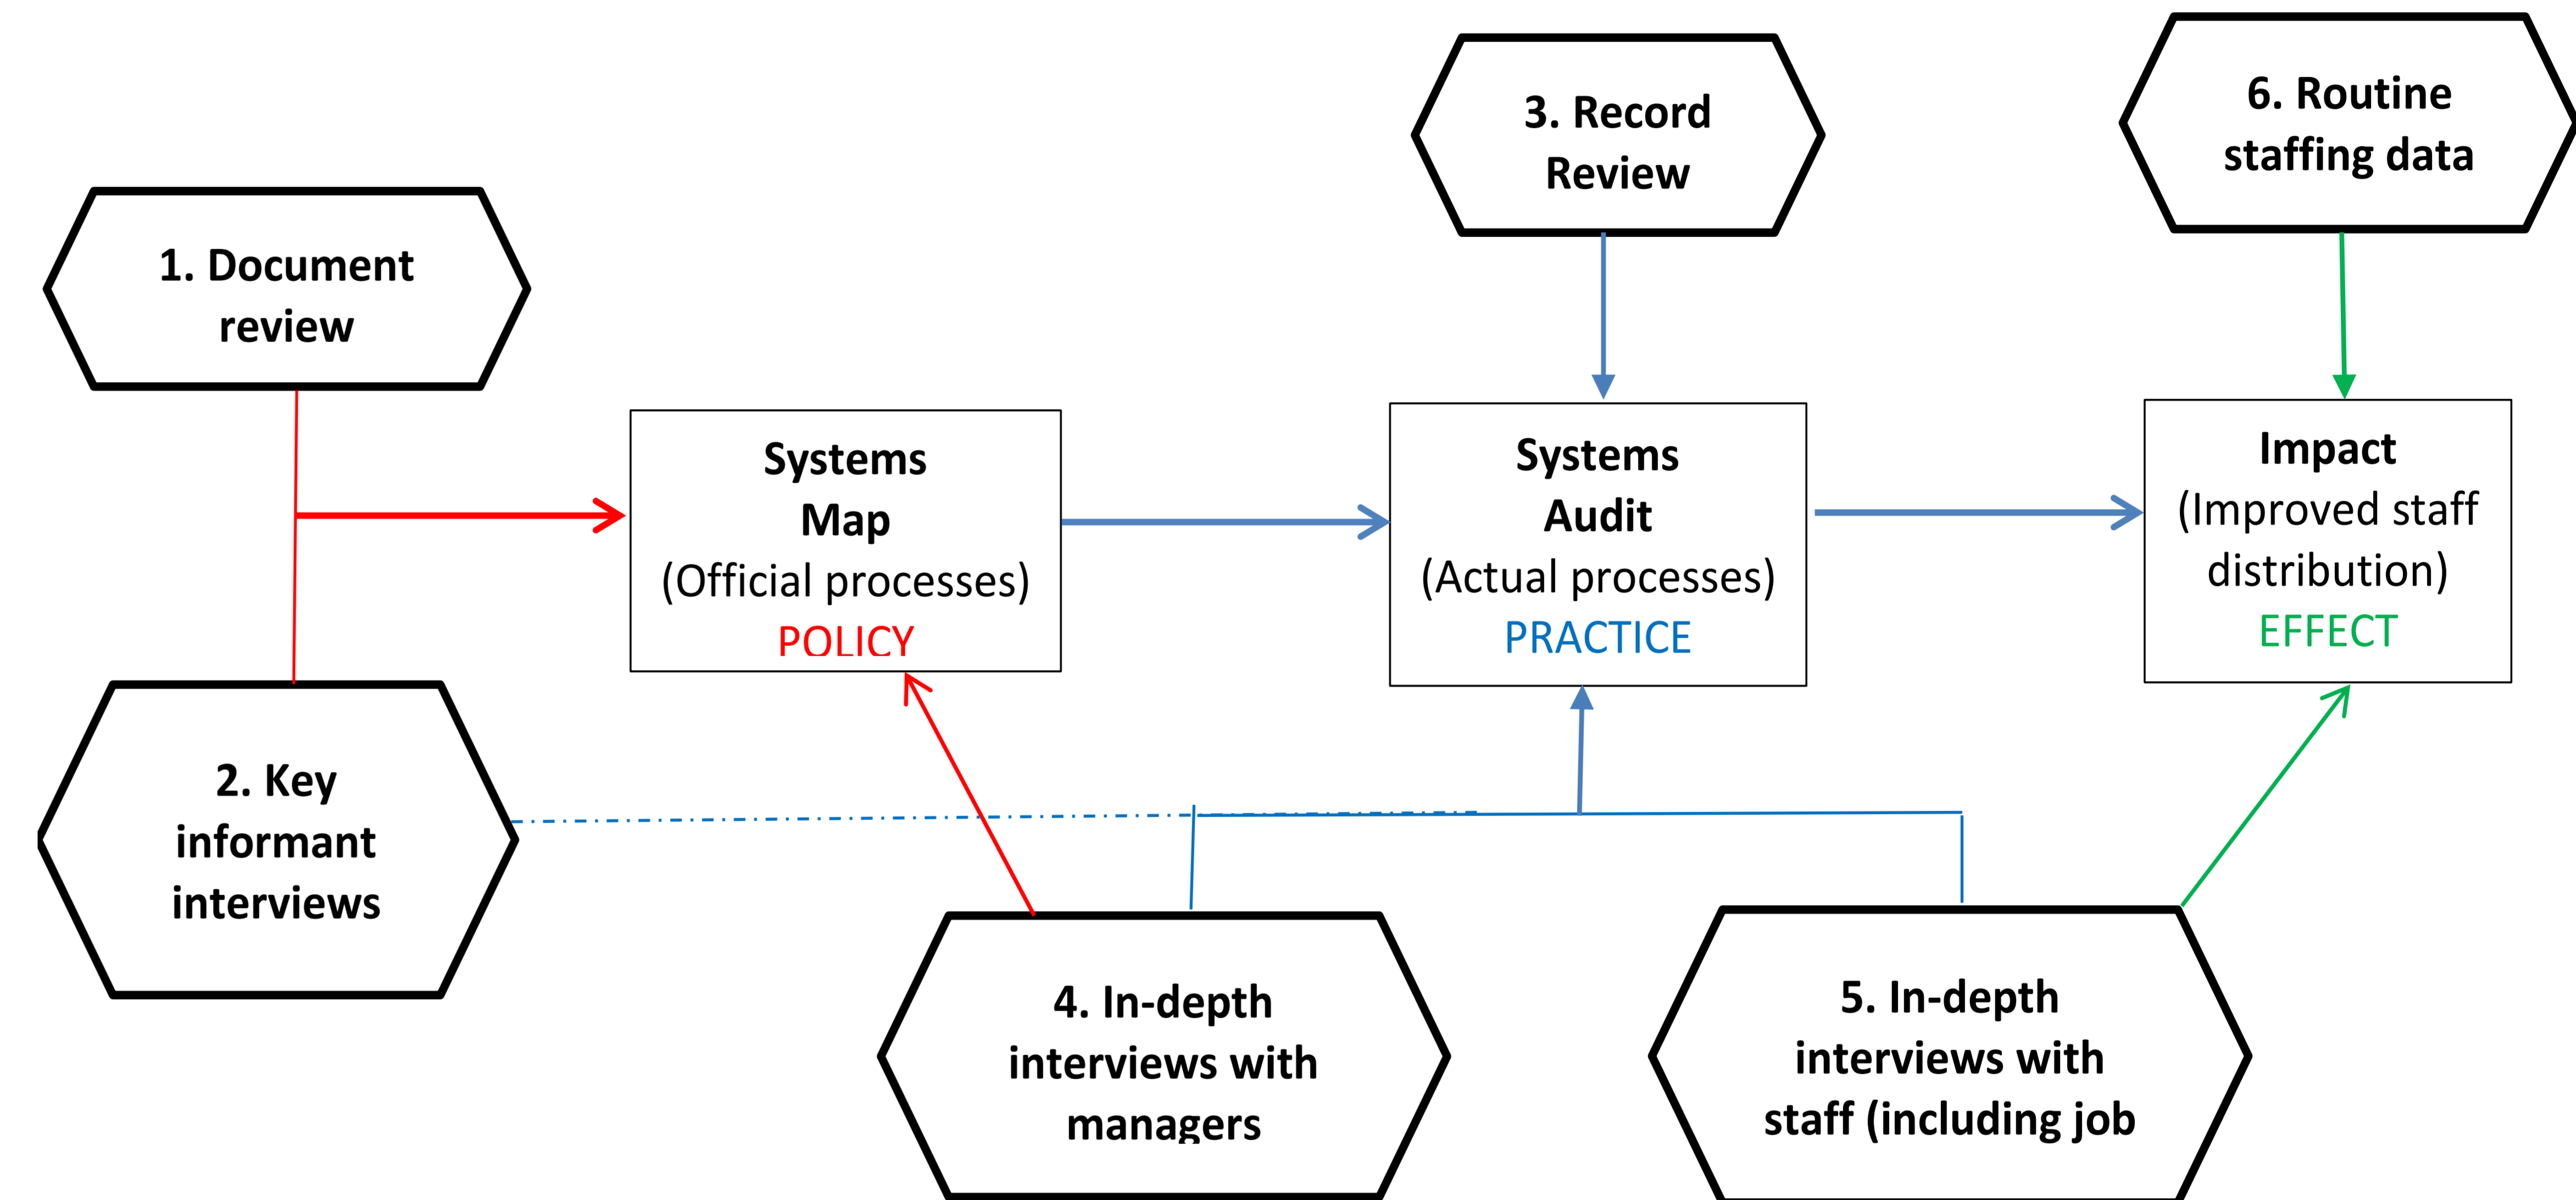 1. Document
review
2. Key
informant
interviews
Systems
Map
(Official processes)
POLICY
3. Record
Review
Systems
Audit
(Actual processes)
PRACTICE
6. Routine
staffing data
Impact
(Improved staff
distribution)
EFFECT
4. In-depth
interviews with
managers
5. In-depth
interviews with
staff (including job